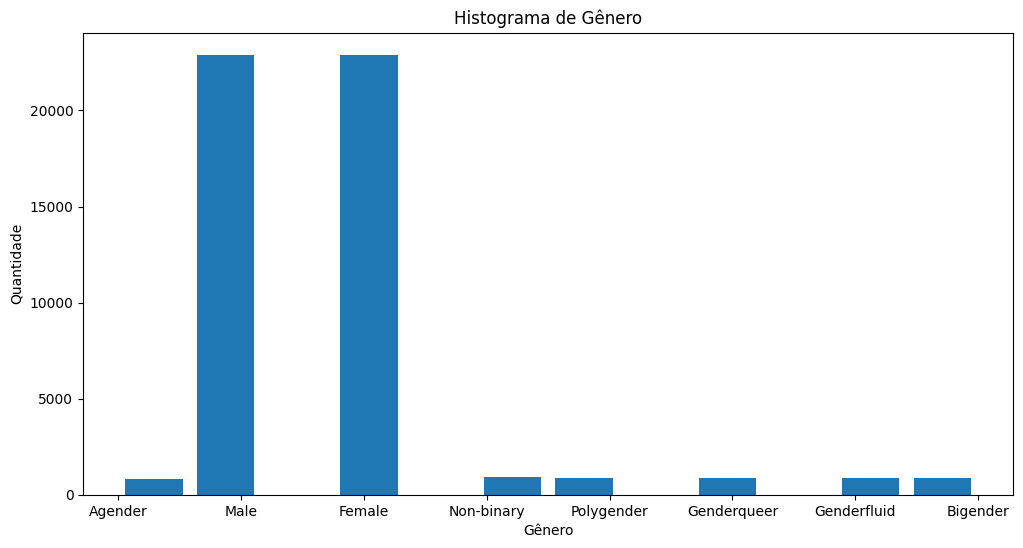 Histograma de Gênero
Quantidade
20000
15000
10000
5000
0
Agender Male Female Non-binary Polygender Genderqueer Genderfluid Bigender
Gênero